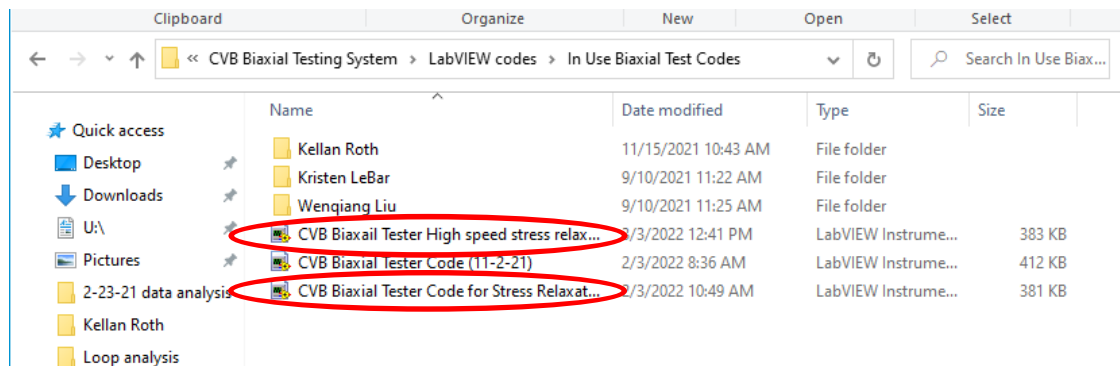 Clipboard Organize New Open Select
« CVB Biaxial Testing System › LabVIEW codes › In Use Biaxial Test Codes Search In Use Biax...
Name Date modified Type Size
Quick access
Desktop
Downloads
U:\
Pictures
2-23-21 data analysis
Kellan Roth
Loop analysis
Kellan Roth 11/15/2021 10:43 AM File folder
Kristen LeBar 9/10/2021 11:22 AM File folder
Wenqiang Liu 9/10/2021 11:25 AM File folder
CVB Biaxail Tester High speed stress relax... /3/2022 12:41 PM LabVIEW Instrume... 383 KB
CVB Biaxial Tester Code (11-2-21) 2/3/2022 8:36 AM LabVIEW Instrume... 412 KB
CVB Biaxial Tester Code for Stress Relaxat... 2/3/2022 10:49 AM LabVIEW Instrume... 381 KB